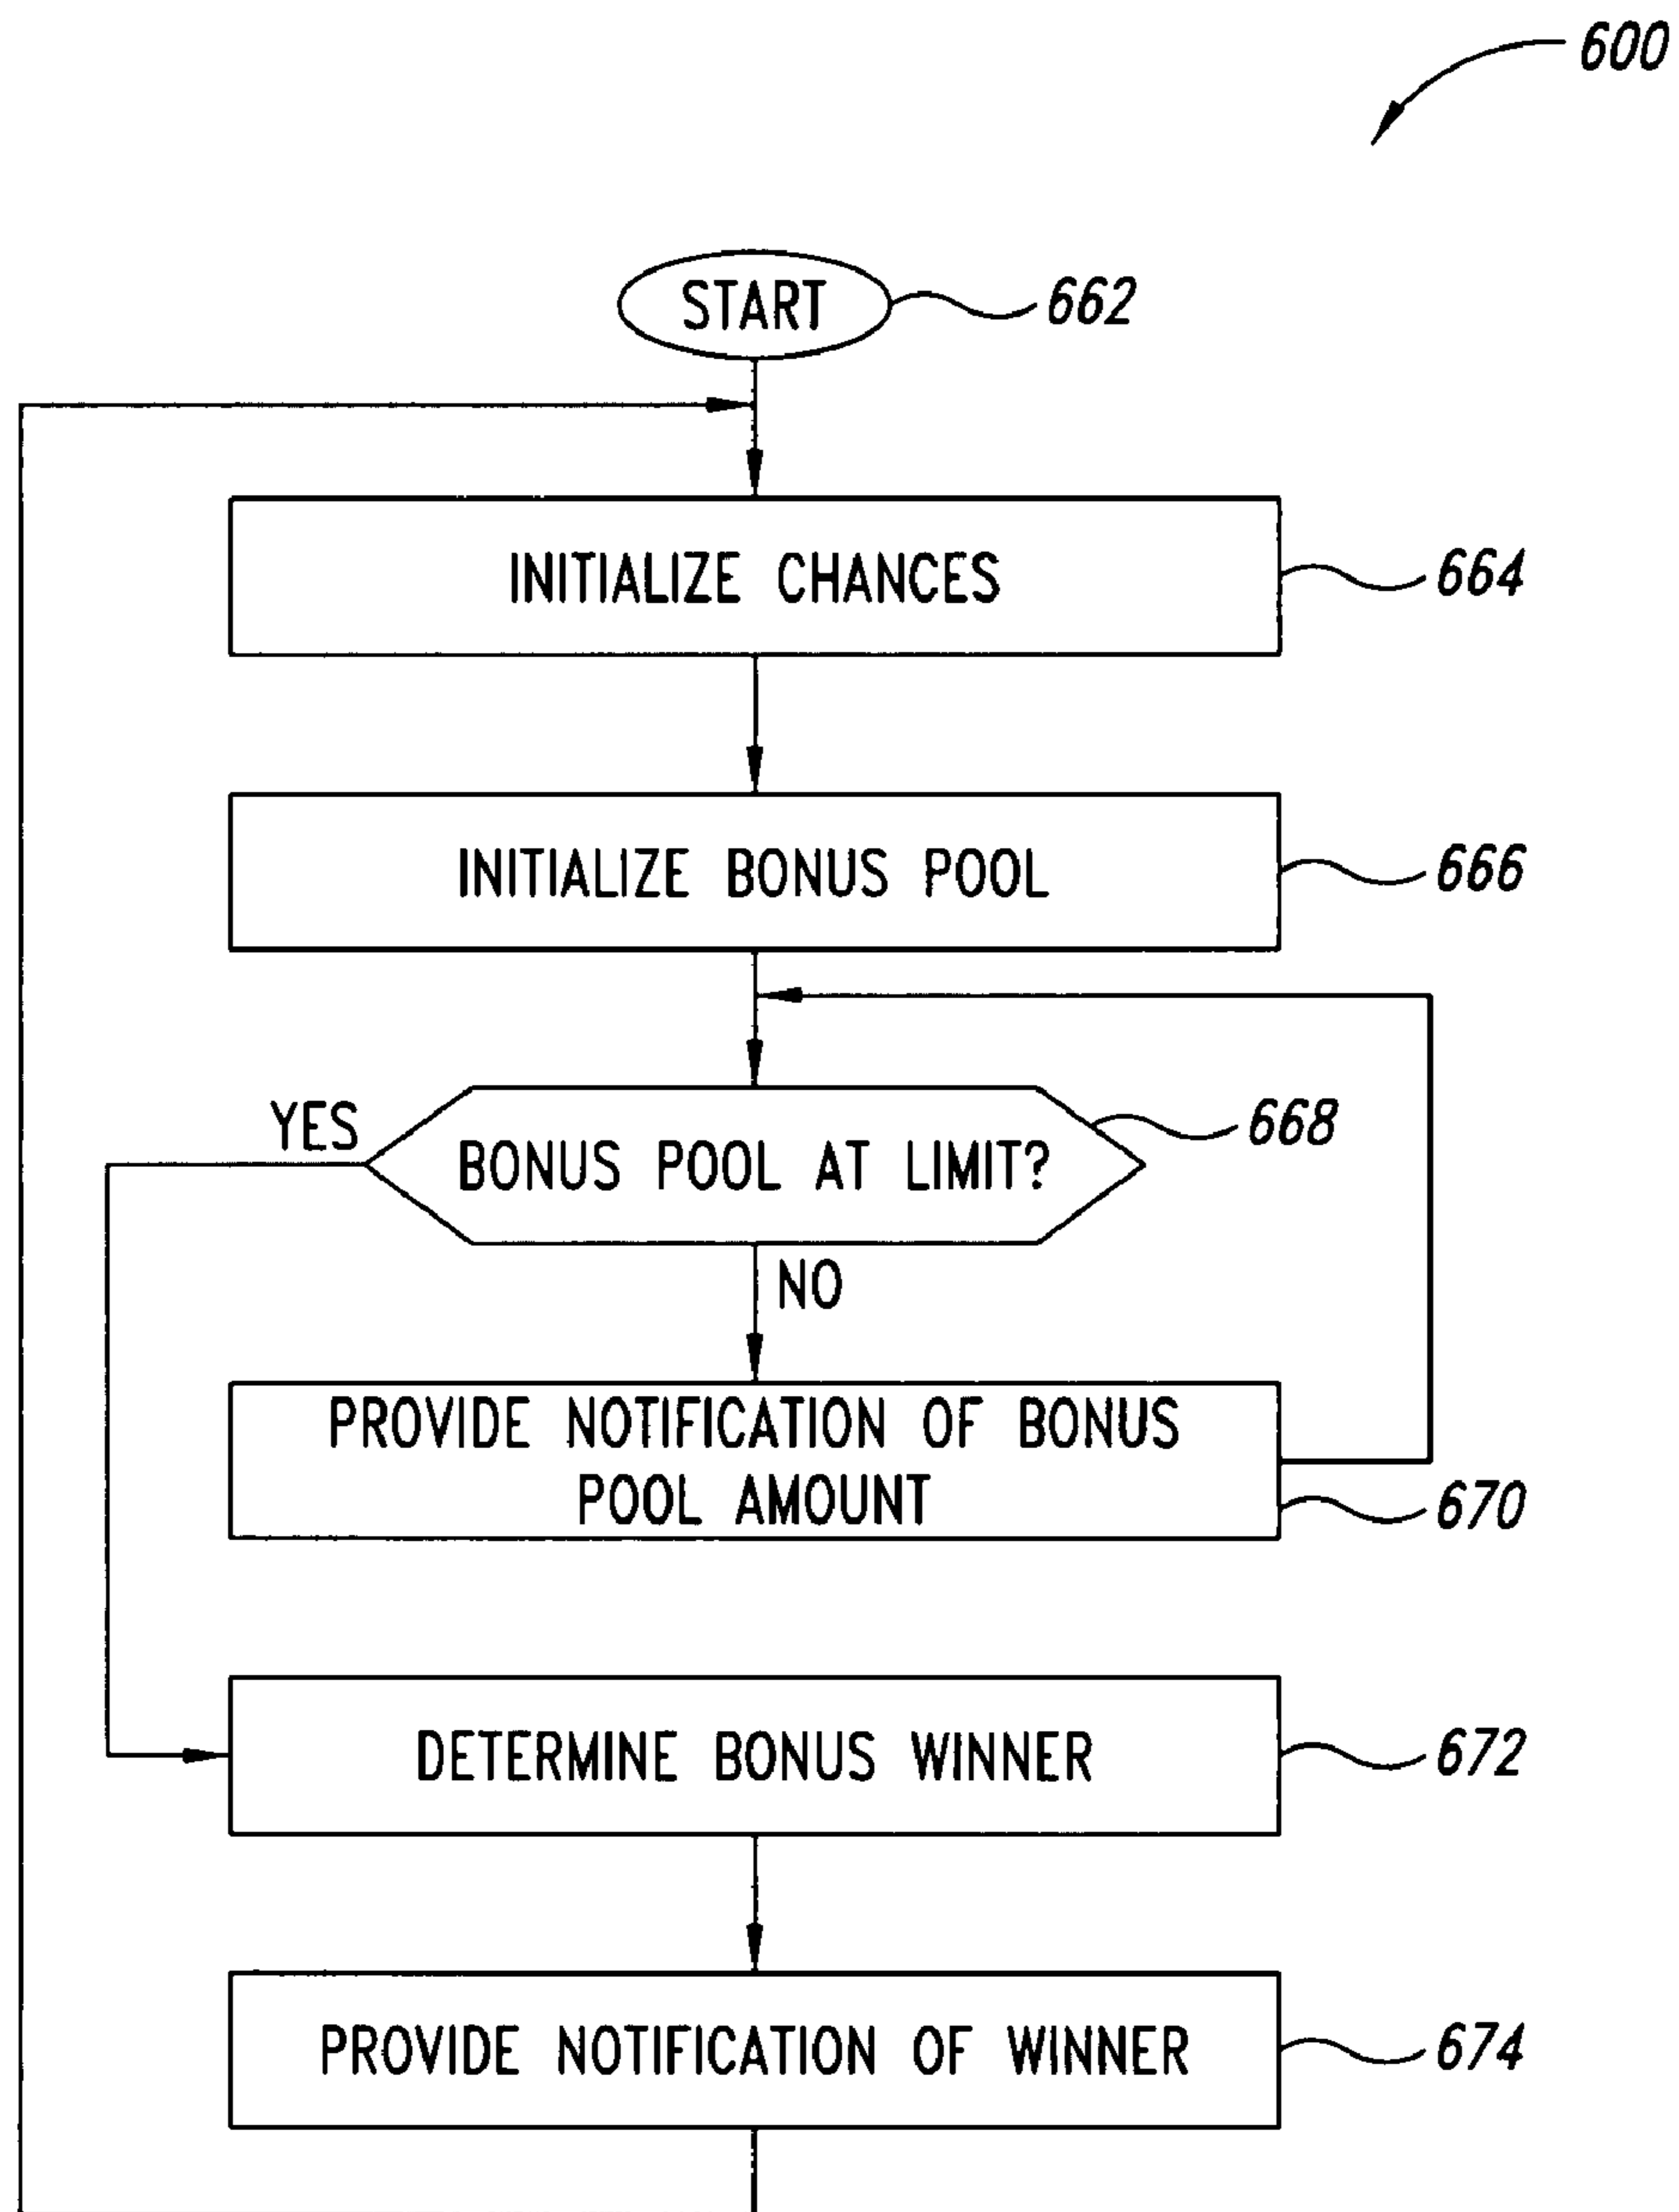 600
START
662
INITIALIZE CHANCES
664
INITIALIZE BONUS POOL
666
YES
BONUS POOL AT LIMIT?
668
NO
PROVIDE NOTIFICATION OF BONUS
POOL AMOUNT
670
DETERMINE BONUS WINNER
672
PROVIDE NOTIFICATION OF WINNER
674